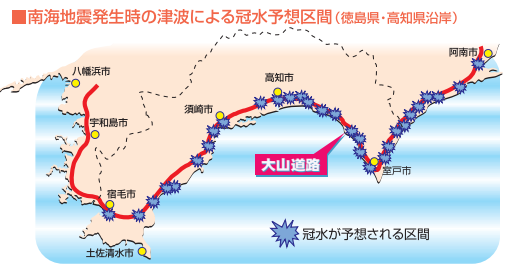 ■南海地震発生時の津波による冠水予想区間(徳島県・高知県沿岸)
阿南市
八幡浜市
高知市
須崎市
宇和島市
大山道路
室戸市
宿毛市
冠水が予想される区間
土佐清水市